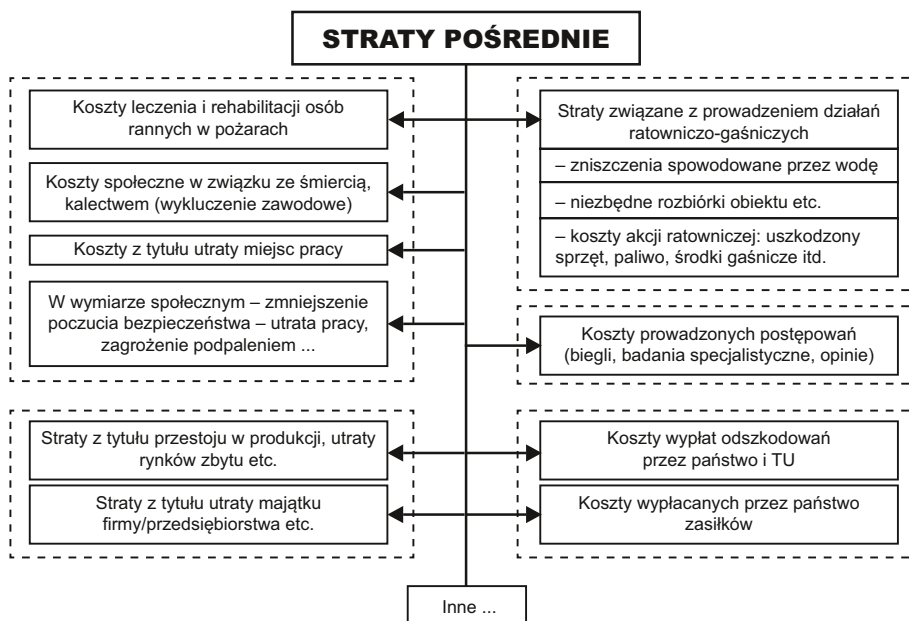 STRATY POŚREDNIE
Koszty leczenia i rehabilitacji osób
rannych w pożarach
Koszty społeczne w związku ze śmiercią,
kalectwem (wykluczenie zawodowe)
Koszty z tytułu utraty miejsc pracy
W wymiarze społecznym – zmniejszenie
poczucia bezpieczeństwa – utrata pracy,
zagrożenie podpaleniem ...
Straty związane z prowadzeniem działań
ratowniczo-gaśniczych
– zniszczenia spowodowane przez wodę
– niezbędne rozbiórki obiektu etc.
– koszty akcji ratowniczej: uszkodzony
sprzęt, paliwo, środki gaśnicze itd.
Koszty prowadzonych postępowań
(biegli, badania specjalistyczne, opinie)
Straty z tytułu przestoju w produkcji, utraty
rynków zbytu etc.
Straty z tytułu utraty majątku
firmy/przedsiębiorstwa etc.
Koszty wypłat odszkodowań
przez państwo i TU
Koszty wypłacanych przez państwo
zasiłków
Inne ...